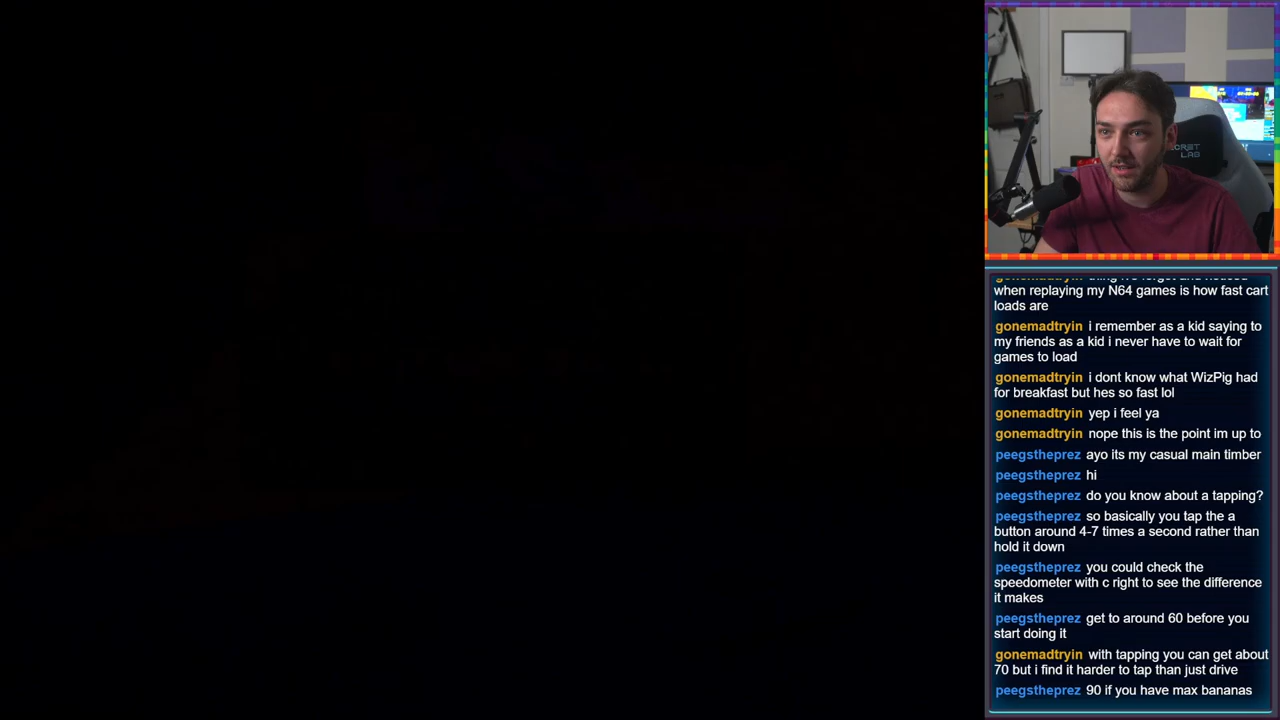 SECRET
LAB
when replaying my N64 games is how fast cart
loads are
gonemadtryin i remember as a kid saying to
my friends as a kid i never have to wait for
games to load
gonemadtryin i dont know what WizPig had
for breakfast but hes so fast lol
gonemadtryin yep i feel ya
gonemadtryin nope this is the point im up to
peegstheprez ayo its my casual main timber
peegstheprez hi
peegstheprez do you know about a tapping?
peegstheprez so basically you tap the a
button around 4-7 times a second rather than
hold it down
peegstheprez you could check the
speedometer with c right to see the difference
it makes
peegstheprez get to around 60 before you
start doing it
gonemadtryin with tapping you can get about
70 but i find it harder to tap than just drive
peegstheprez 90 if you have max bananas